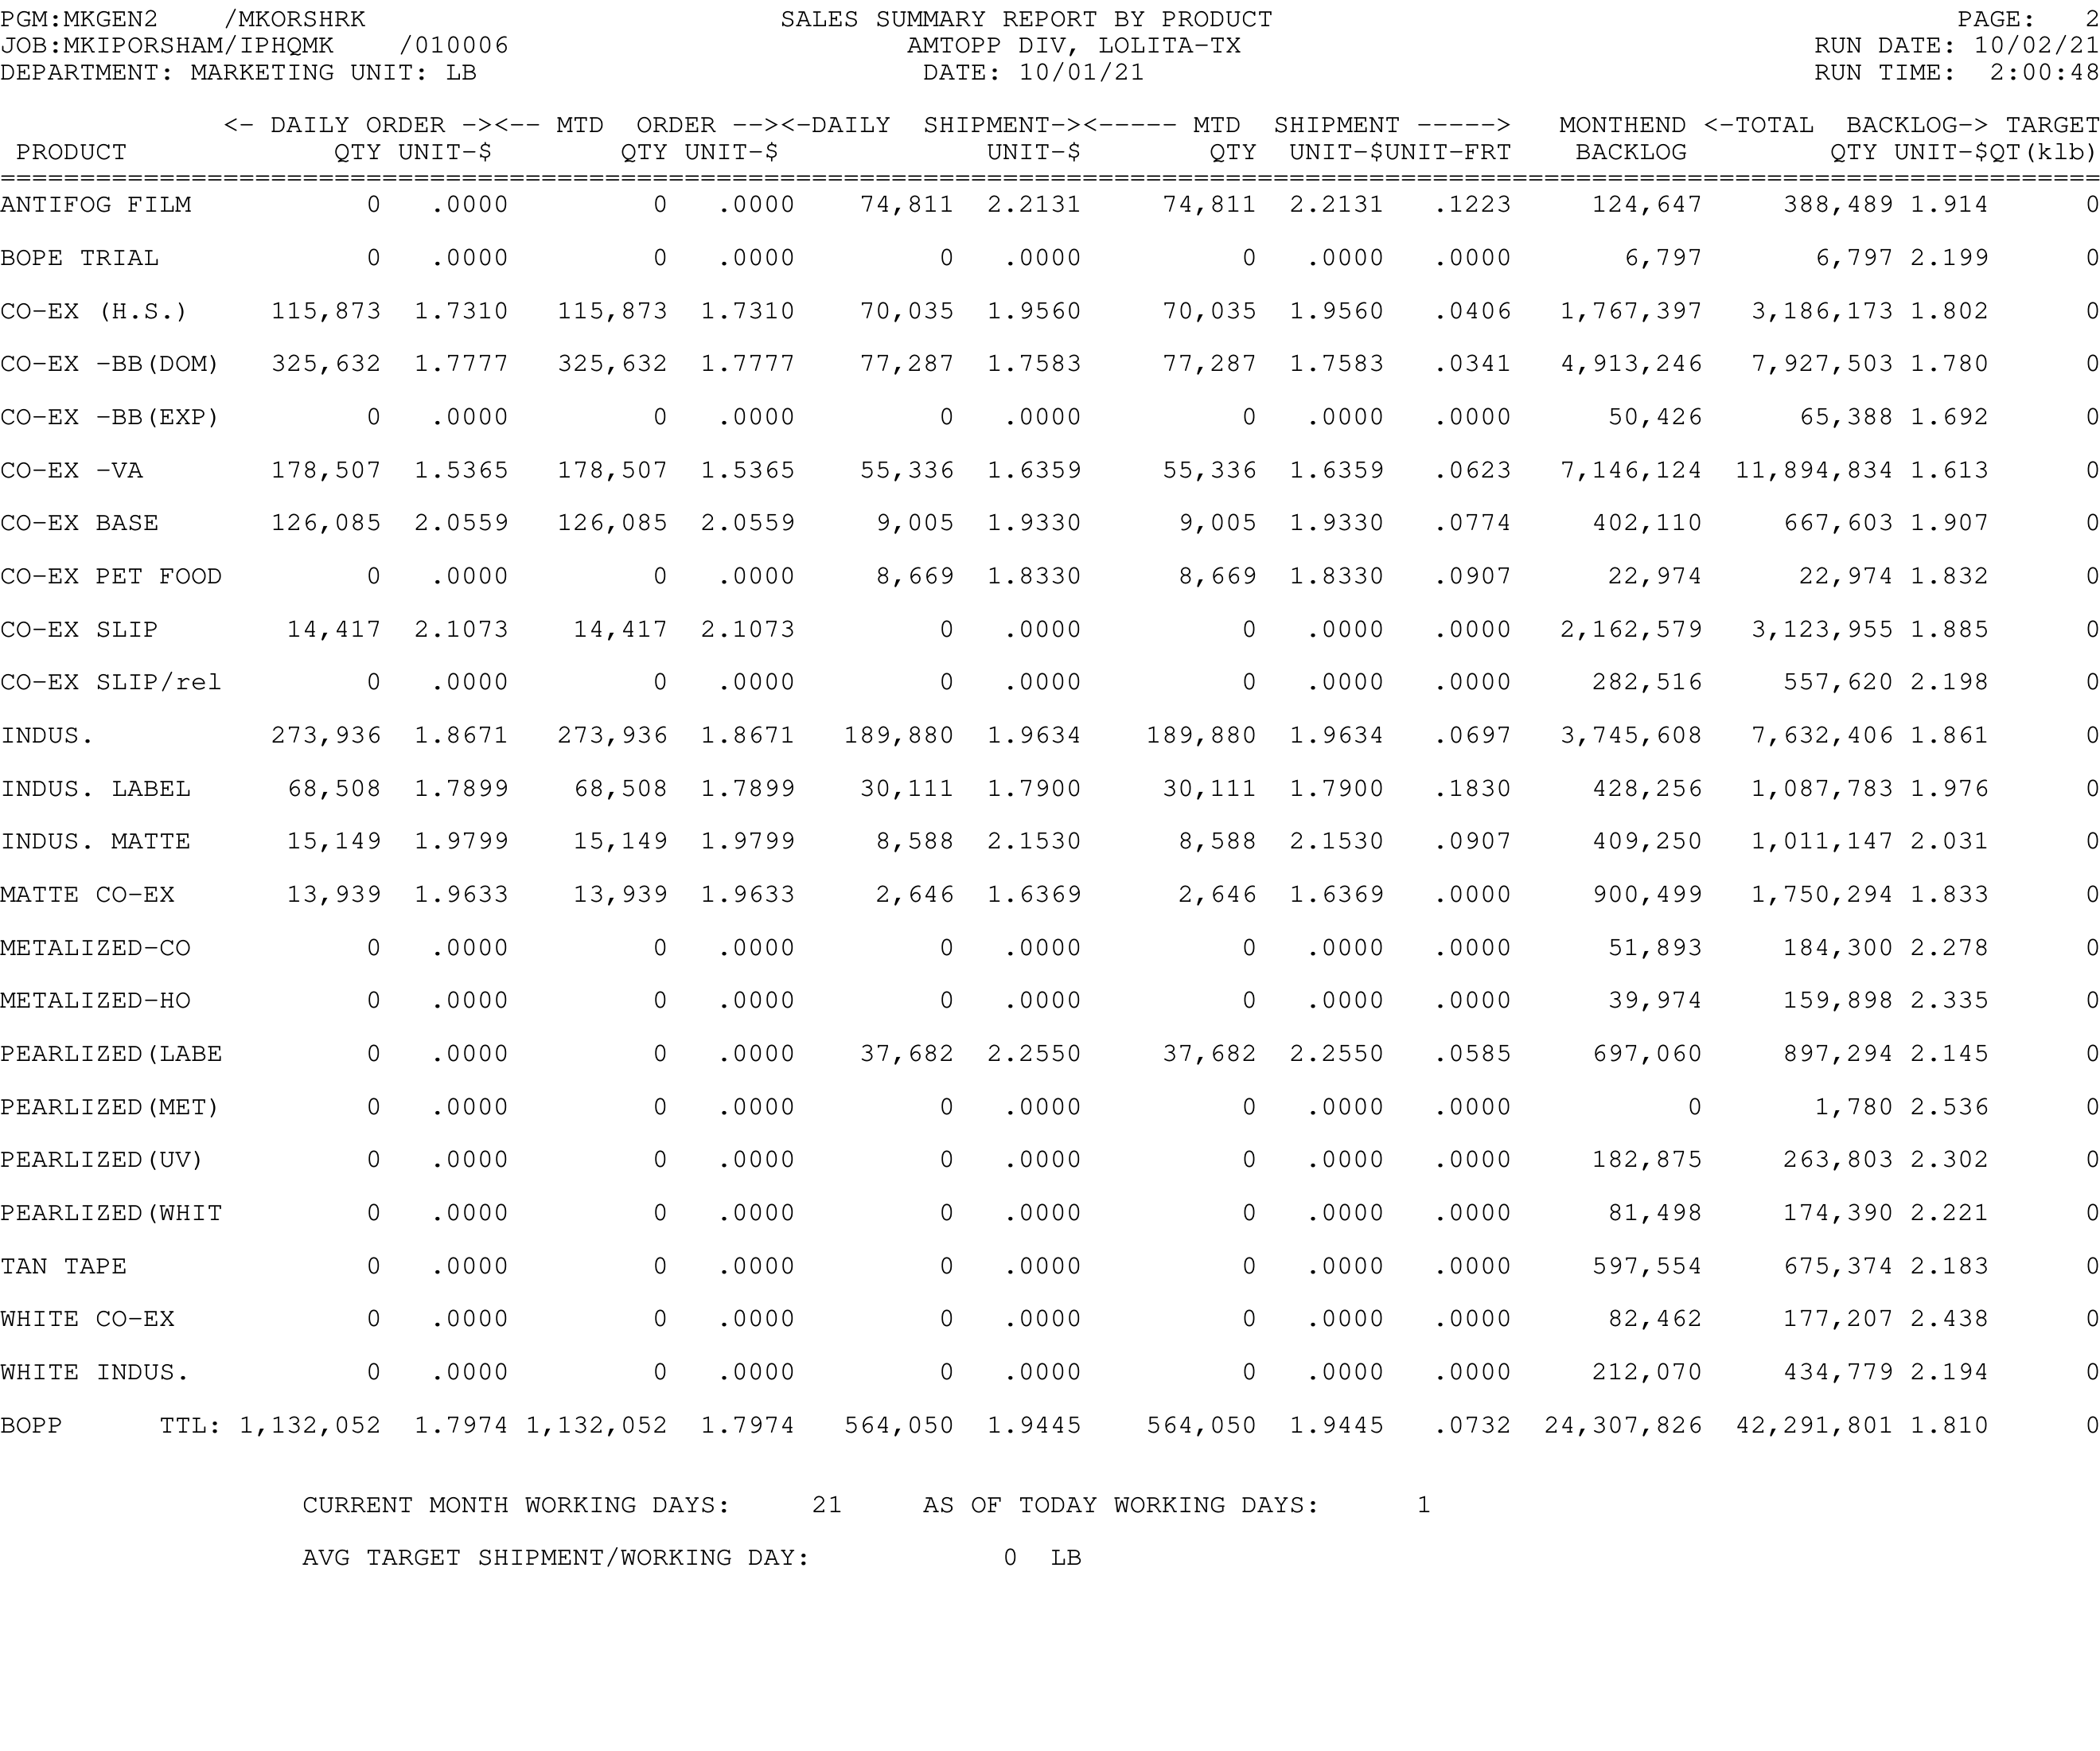 PGM:MKGEN2    /MKORSHRK                          SALES SUMMARY REPORT BY PRODUCT                                           PAGE:   2
JOB:MKIPORSHAM/IPHQMK    /010006                         AMTOPP DIV, LOLITA-TX                                    RUN DATE: 10/02/21
DEPARTMENT: MARKETING UNIT: LB                            DATE: 10/01/21                                          RUN TIME:  2:00:48
<- DAILY ORDER -><-- MTD  ORDER --><-DAILY  SHIPMENT-><----- MTD  SHIPMENT ----->   MONTHEND <-TOTAL  BACKLOG-> TARGET
PRODUCT             QTY UNIT-$        QTY UNIT-$             UNIT-$        QTY  UNIT-$UNIT-FRT    BACKLOG         QTY UNIT-$QT(klb)
====================================================================================================================================
ANTIFOG FILM           0   .0000          0   .0000    74,811  2.2131     74,811  2.2131   .1223     124,647     388,489 1.914      0
BOPE TRIAL           0   .0000          0   .0000         0   .0000          0   .0000   .0000       6,797       6,797 2.199      0
CO-EX (H.S.)     115,873  1.7310   115,873  1.7310    70,035  1.9560     70,035  1.9560   .0406   1,767,397   3,186,173 1.802      0
CO-EX -BB(DOM)   325,632  1.7777   325,632  1.7777    77,287  1.7583     77,287  1.7583   .0341   4,913,246   7,927,503 1.780      0
CO-EX -BB(EXP)         0   .0000         0   .0000         0   .0000          0   .0000   .0000      50,426      65,388 1.692      0
CO-EX -VA        178,507  1.5365   178,507  1.5365    55,336  1.6359     55,336  1.6359   .0623   7,146,124  11,894,834 1.613      0
CO-EX BASE       126,085  2.0559   126,085  2.0559     9,005  1.9330      9,005  1.9330   .0774     402,110     667,603 1.907      0
CO-EX PET FOOD         0   .0000         0   .0000     8,669  1.8330      8,669  1.8330   .0907      22,974      22,974 1.832      0
CO-EX SLIP        14,417  2.1073    14,417  2.1073         0   .0000          0   .0000   .0000   2,162,579   3,123,955 1.885      0
CO-EX SLIP/rel         0   .0000         0   .0000         0   .0000          0   .0000   .0000     282,516     557,620 2.198      0
INDUS.           273,936  1.8671   273,936  1.8671   189,880  1.9634    189,880  1.9634   .0697   3,745,608   7,632,406 1.861      0
INDUS. LABEL      68,508  1.7899    68,508  1.7899    30,111  1.7900     30,111  1.7900   .1830     428,256   1,087,783 1.976      0
INDUS. MATTE      15,149  1.9799    15,149  1.9799     8,588  2.1530      8,588  2.1530   .0907     409,250   1,011,147 2.031      0
MATTE CO-EX       13,939  1.9633    13,939  1.9633     2,646  1.6369      2,646  1.6369   .0000     900,499   1,750,294 1.833      0
METALIZED-CO           0   .0000         0   .0000         0   .0000          0   .0000   .0000      51,893     184,300 2.278      0
METALIZED-HO           0   .0000         0   .0000         0   .0000          0   .0000   .0000      39,974     159,898 2.335      0
PEARLIZED(LABE         0   .0000         0   .0000    37,682  2.2550     37,682  2.2550   .0585     697,060     897,294 2.145      0
PEARLIZED(MET)         0   .0000         0   .0000         0   .0000          0   .0000   .0000           0       1,780 2.536      0
PEARLIZED(UV)          0   .0000         0   .0000         0   .0000          0   .0000   .0000     182,875     263,803 2.302      0
PEARLIZED(WHIT         0   .0000         0   .0000         0   .0000          0   .0000   .0000      81,498     174,390 2.221      0
TAN TAPE               0   .0000         0   .0000         0   .0000          0   .0000   .0000     597,554     675,374 2.183      0
WHITE CO-EX            0   .0000         0   .0000         0   .0000          0   .0000   .0000      82,462     177,207 2.438      0
WHITE INDUS.           0   .0000         0   .0000         0   .0000          0   .0000   .0000     212,070     434,779 2.194      0
BOPP      TTL: 1,132,052  1.7974 1,132,052  1.7974   564,050  1.9445    564,050  1.9445   .0732  24,307,826  42,291,801 1.810      0
CURRENT MONTH WORKING DAYS:     21     AS OF TODAY WORKING DAYS:      1
AVG TARGET SHIPMENT/WORKING DAY:            0  LB